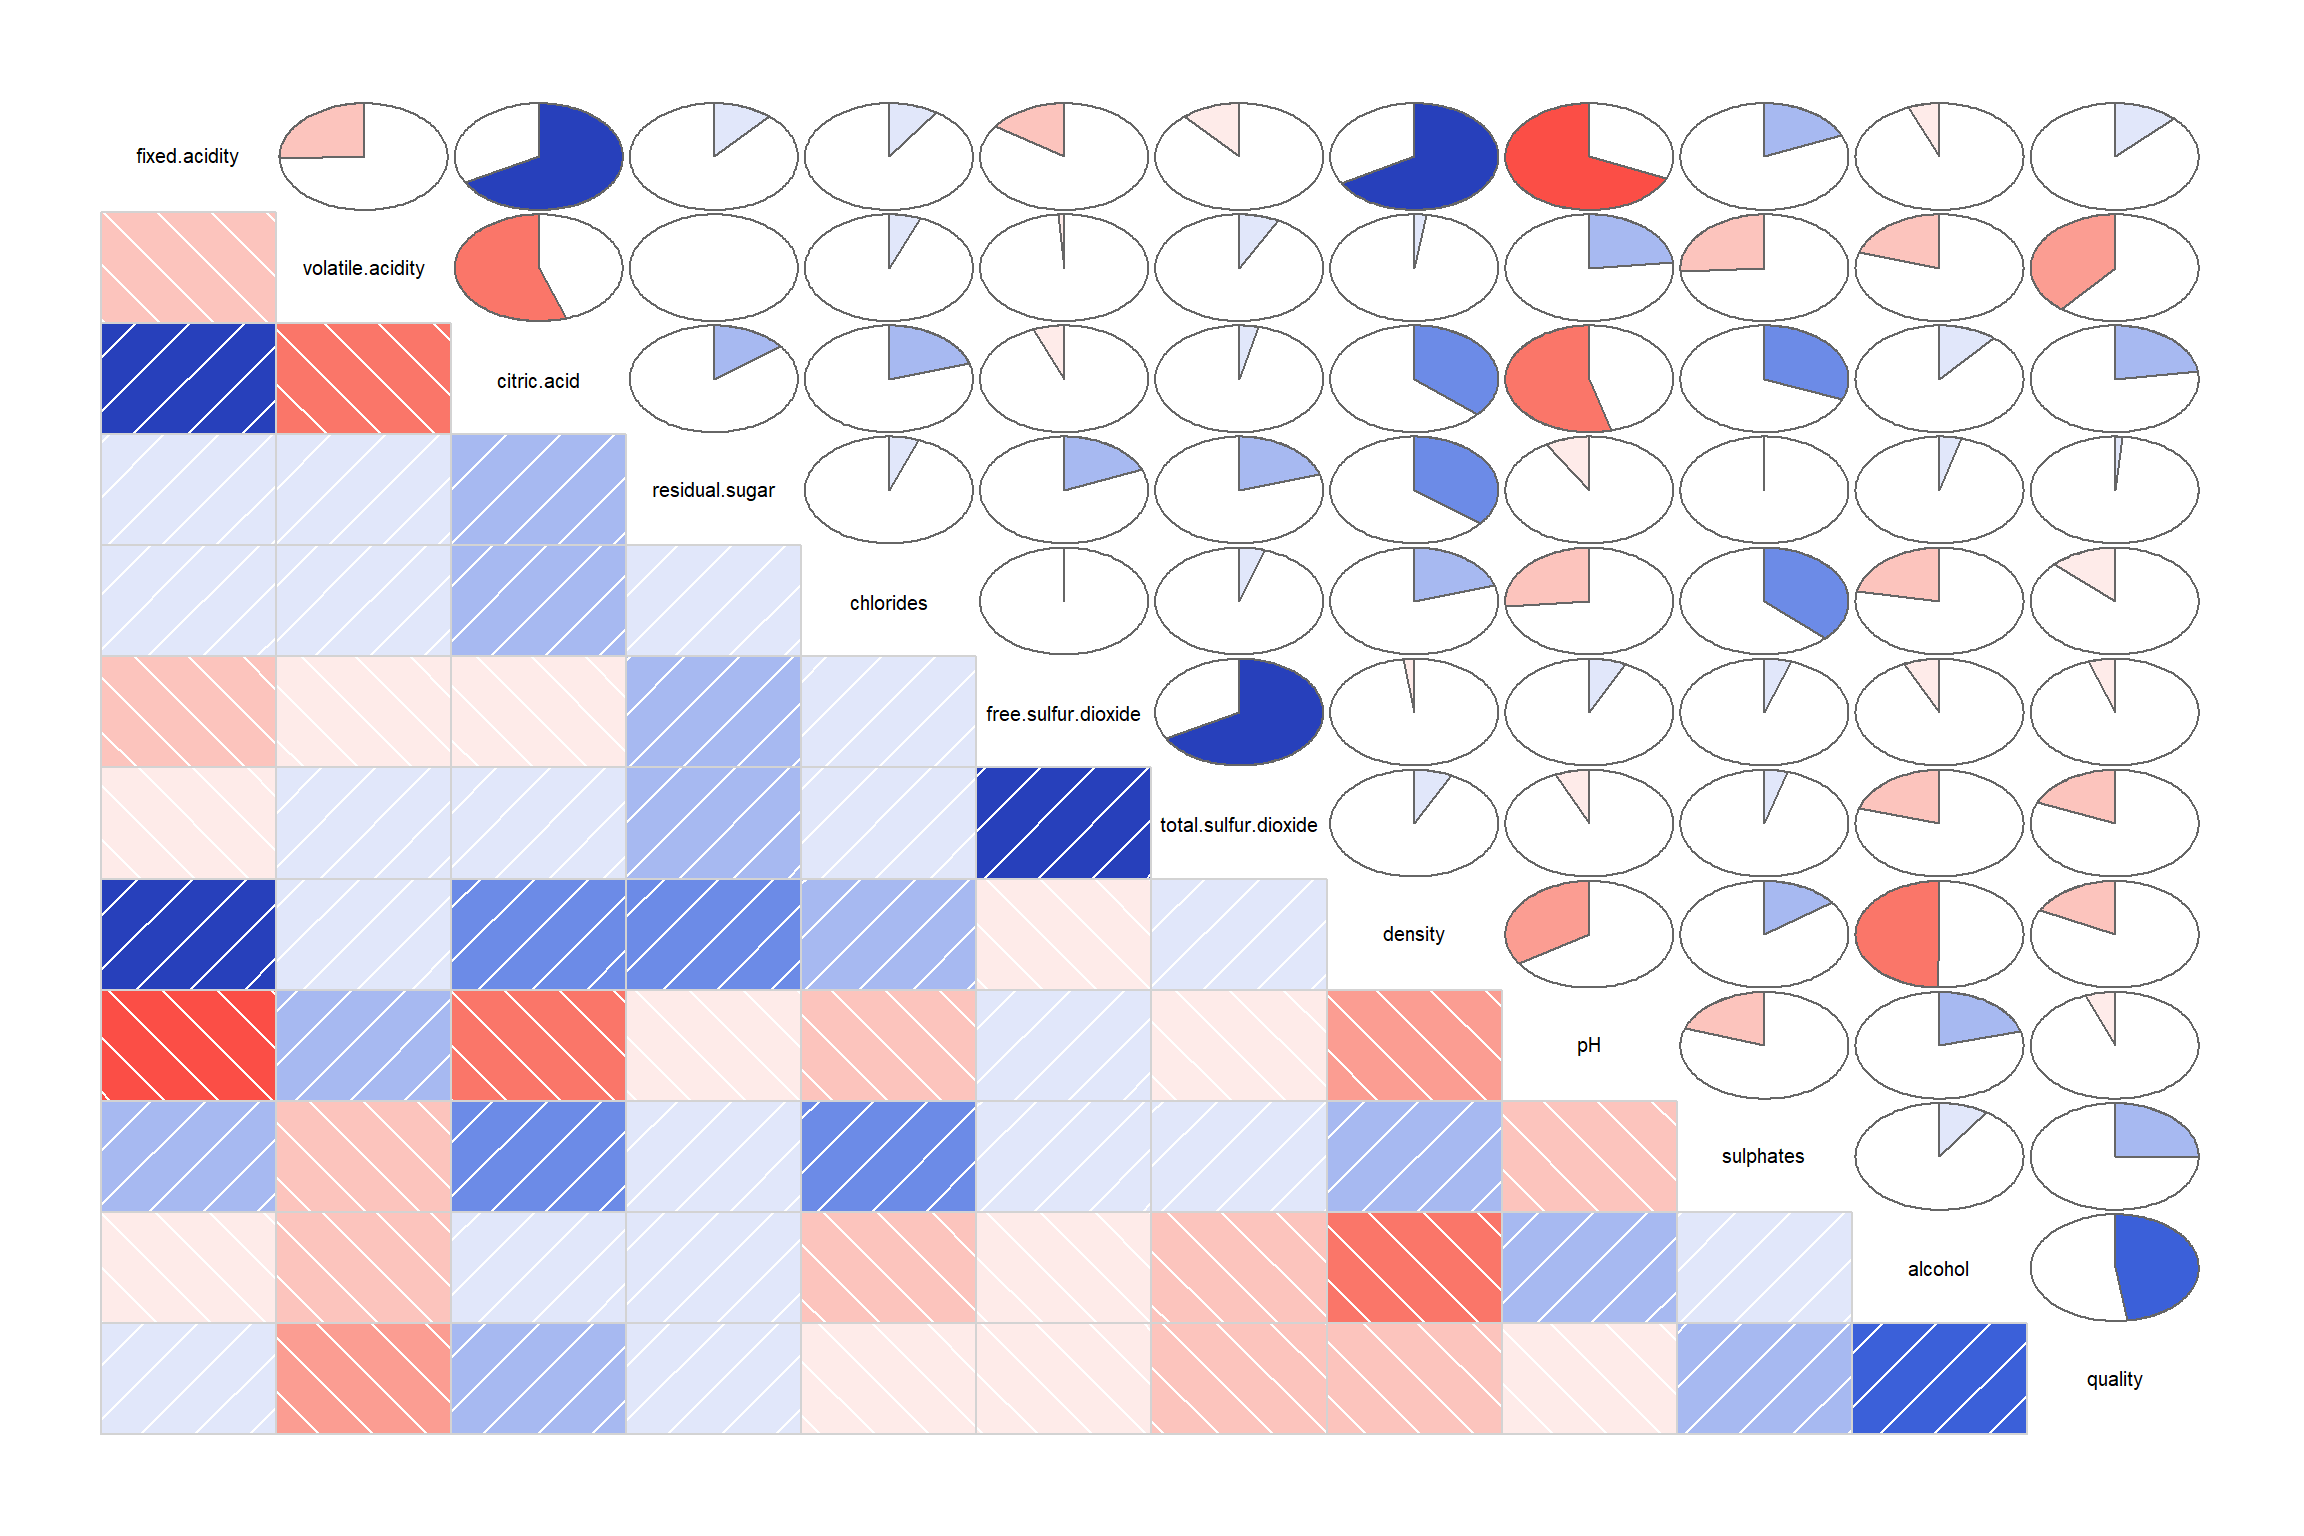 fixed.acidity
volatile.acidity
citric.acid
residual.sugar
chlorides
free.sulfur.dioxide
total.sulfur.dioxide
density
pH
sulphates
alcohol
quality